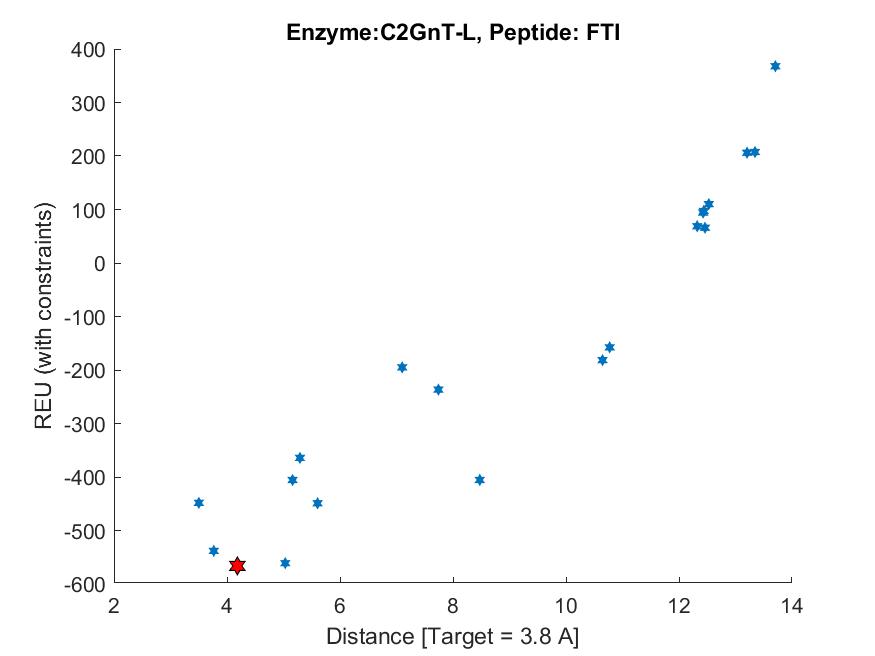 Enzyme:C2GnT-L, Peptide: FTI
400
300
200
100
0
-100
-200
-300
-400
-500
-600
REU (with constraints)
2 4 6 8 10 12 14
Distance [Target = 3.8 A]